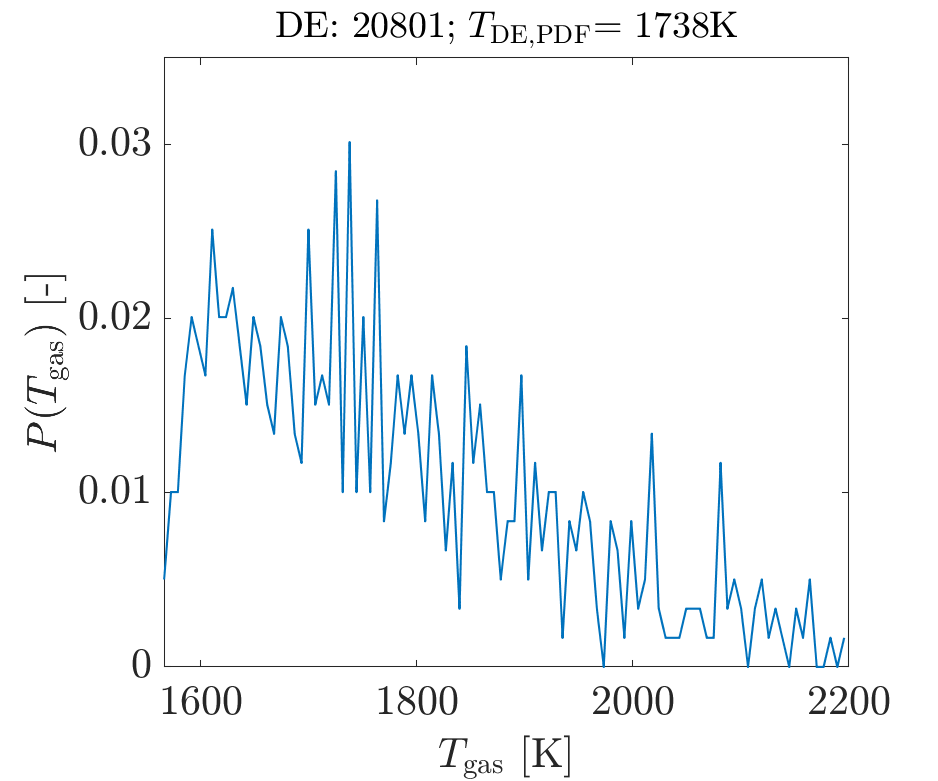 DE: 20801; T_DE,PDF= 1738K
0.03
0.02
0.01
0
P(T_gas) [-]
1600 1800 2000 2200
T_gas [K]